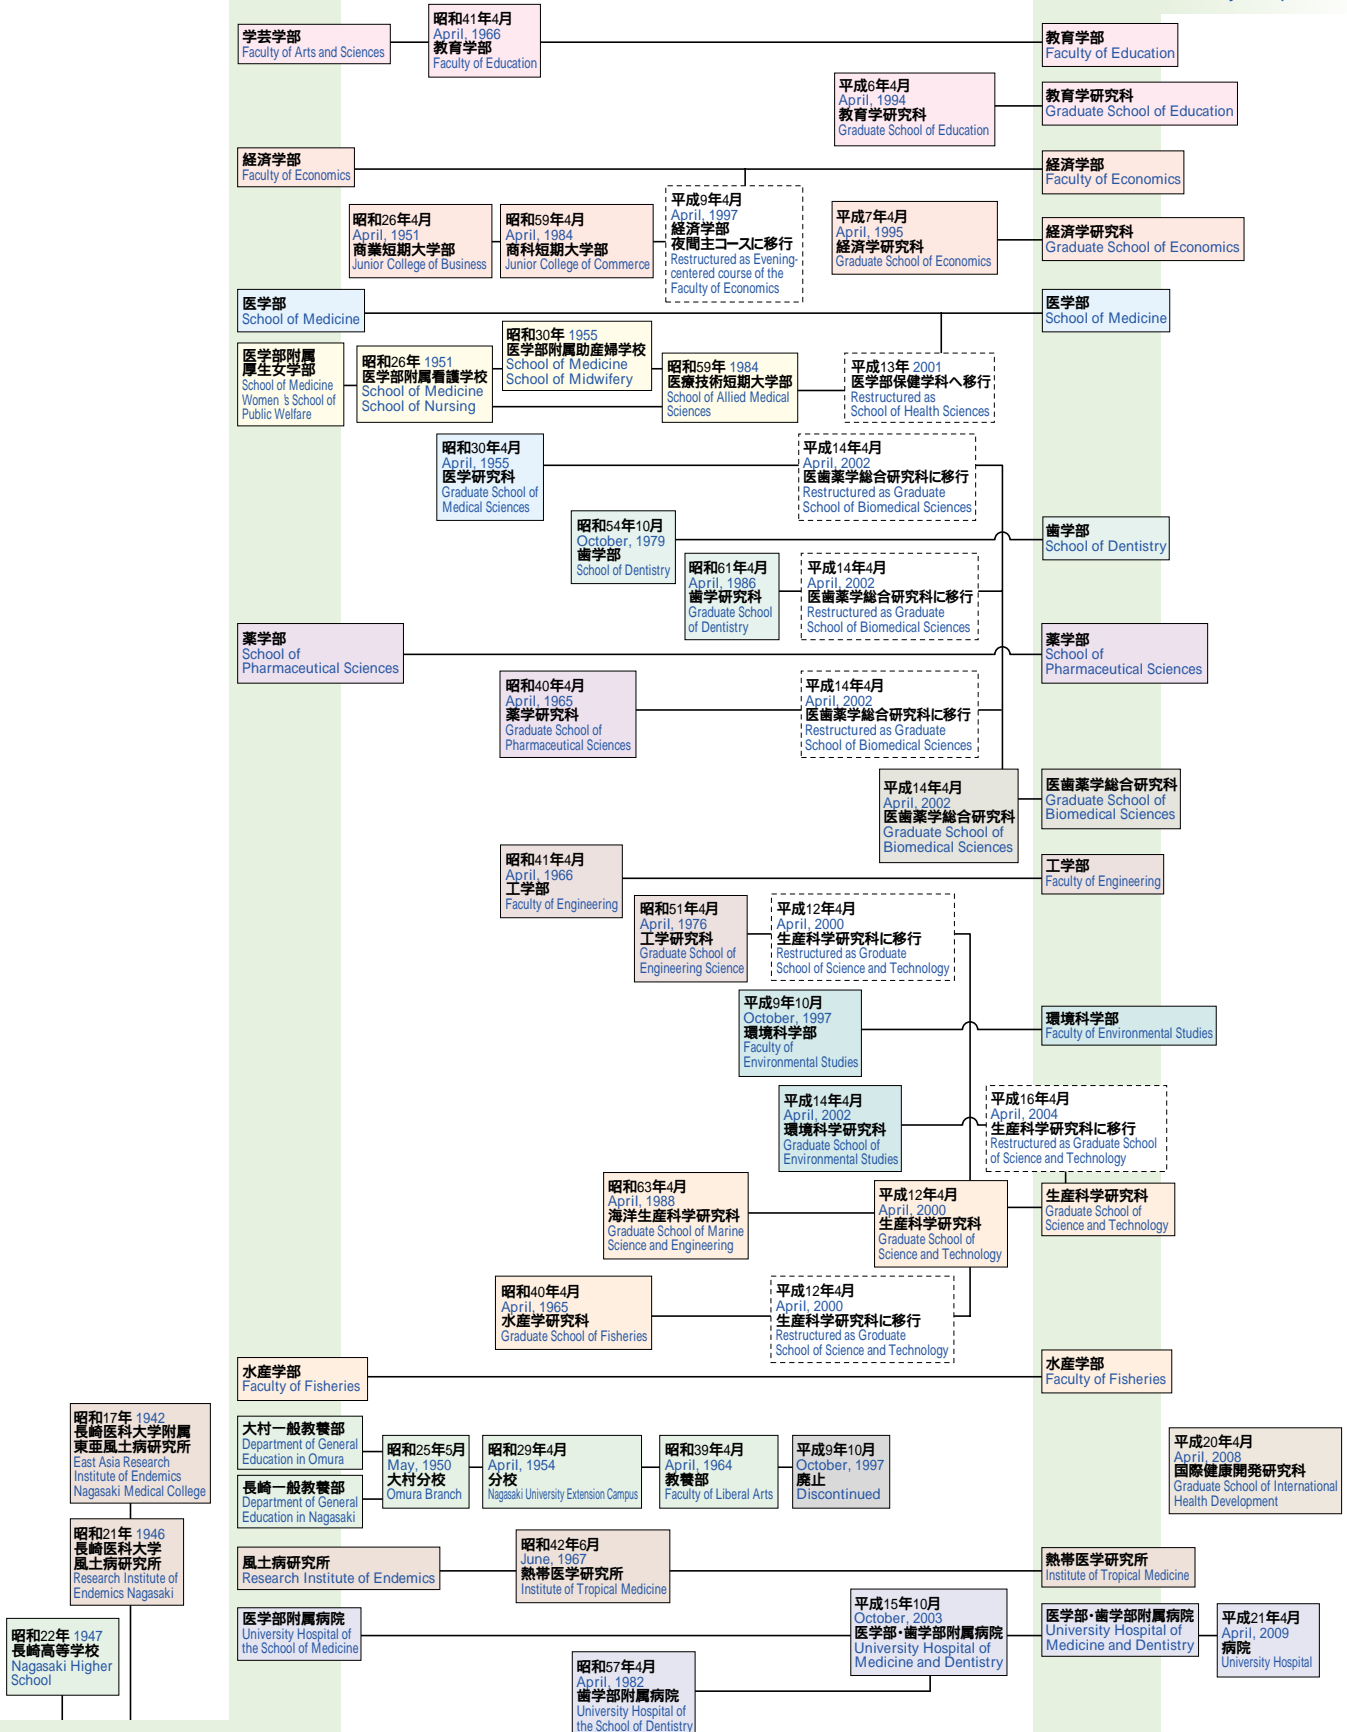 学芸学部
Faculty of Arts and Sciences
昭和41年4月
April, 1966
教育学部
Faculty of Education
教育学部
Faculty of Education
平成6年4月
April, 1994
教育学研究科
Graduate School of Education
教育学研究科
Graduate School of Education
経済学部
Faculty of Economics
経済学部
Faculty of Economics
昭和26年4月
April, 1951
商業短期大学部
Junior College of Business
昭和59年4月
April, 1984
商科短期大学部
Junior College of Commerce
平成9年4月
April, 1997
経済学部
夜間主コースに移行
Restructured as Evening-
centered course of the
Faculty of Economics
平成7年4月
April, 1995
経済学研究科
Graduate School of Economics
経済学研究科
Graduate School of Economics
医学部
School of Medicine
医学部
School of Medicine
医学部附属
厚生女学部
School of Medicine
Women's School of
Public Welfare
昭和26年 1951
医学部附属看護学校
School of Medicine
School of Nursing
昭和30年 1955
医学部附属助産婦学校
School of Medicine
School of Midwifery
昭和59年 1984
医療技術短期大学部
School of Allied Medical
Sciences
平成13年 2001
医学部保健学科へ移行
Restructured as
School of Health Sciences
昭和30年4月
April, 1955
医学研究科
Graduate School of
Medical Sciences
平成14年4月
April, 2002
医歯薬学総合研究科に移行
Restructured as Graduate
School of Biomedical Sciences
昭和54年10月
October, 1979
歯学部
School of Dentistry
歯学部
School of Dentistry
昭和61年4月
April, 1986
歯学研究科
Graduate School
of Dentistry
平成14年4月
April, 2002
医歯薬学総合研究科に移行
Restructured as Graduate
School of Biomedical Sciences
薬学部
School of
Pharmaceutical Sciences
薬学部
School of
Pharmaceutical Sciences
昭和40年4月
April, 1965
薬学研究科
Graduate School of
Pharmaceutical Sciences
平成14年4月
April, 2002
医歯薬学総合研究科に移行
Restructured as Graduate
School of Biomedical Sciences
平成14年4月
April, 2002
医歯薬学総合研究科
Graduate School of
Biomedical Sciences
医歯薬学総合研究科
Graduate School of
Biomedical Sciences
昭和41年4月
April, 1966
工学部
Faculty of Engineering
工学部
Faculty of Engineering
昭和51年4月
April, 1976
工学研究科
Graduate School of
Engineering Science
平成12年4月
April, 2000
生産科学研究科に移行
Restructured as Groduate
School of Science and Technology
平成9年10月
October, 1997
環境科学部
Faculty of
Environmental Studies
環境科学部
Faculty of Environmental Studies
平成14年4月
April, 2002
環境科学研究科
Graduate School of
Environmental Studies
平成16年4月
April, 2004
生産科学研究科に移行
Restructured as Graduate School
of Science and Technology
昭和63年4月
April, 1988
海洋生産科学研究科
Graduate School of Marine
Science and Engineering
平成12年4月
April, 2000
生産科学研究科
Graduate School of
Science and Technology
生産科学研究科
Graduate School of
Science and Technology
昭和40年4月
April, 1965
水産学研究科
Graduate School of Fisheries
平成12年4月
April, 2000
生産科学研究科に移行
Restructured as Groduate
School of Science and Technology
水産学部
Faculty of Fisheries
水産学部
Faculty of Fisheries
昭和17年 1942
長崎医科大学附属
東亜風土病研究所
East Asia Research
Institute of Endemics
Nagasaki Medical College
大村一般教養部
Department of General
Education in Omura
長崎一般教養部
Department of General
Education in Nagasaki
昭和25年5月
May, 1950
大村分校
Omura Branch
昭和29年4月
April, 1954
分校
Nagasaki University Extension Campus
昭和39年4月
April, 1964
教養部
Faculty of Liberal Arts
平成9年10月
October, 1997
廃止
Discontinued
平成20年4月
April, 2008
国際健康開発研究科
Graduate School of International
Health Development
昭和21年 1946
長崎医科大学
風土病研究所
Research Institute of
Endemics Nagasaki
風土病研究所
Research Institute of Endemics
昭和42年6月
June, 1967
熱帯医学研究所
Institute of Tropical Medicine
熱帯医学研究所
Institute of Tropical Medicine
昭和22年 1947
長崎高等学校
Nagasaki Higher
School
医学部附属病院
University Hospital of
the School of Medicine
平成15年10月
October, 2003
医学部・歯学部附属病院
University Hospital of
Medicine and Dentistry
医学部・歯学部附属病院
University Hospital of
Medicine and Dentistry
平成21年4月
April, 2009
病院
University Hospital
昭和57年4月
April, 1982
歯学部附属病院
University Hospital of
the School of Dentistry